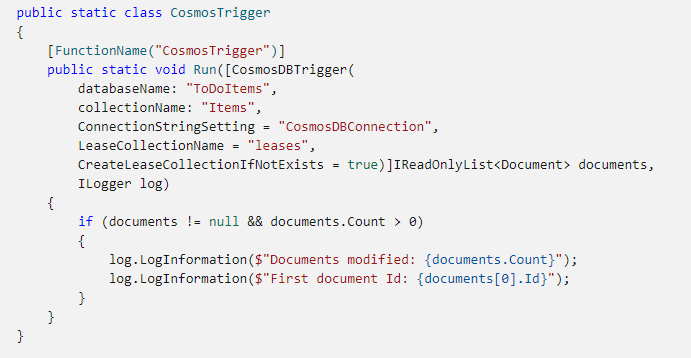 public static class CosmosTrigger
{
    [FunctionName("CosmosTrigger")]
    public static void Run([CosmosDBTrigger(
        databaseName: "ToDoItems",
        collectionName: "Items",
        ConnectionStringSetting = "CosmosDBConnection",
        LeaseCollectionName = "leases",
        CreateLeaseCollectionIfNotExists = true)]IReadOnlyList<Document> documents,
        ILogger log)
    {
        if (documents != null && documents.Count > 0)
        {
            log.LogInformation($"Documents modified: {documents.Count}");
            log.LogInformation($"First document Id: {documents[0].Id}");
        }
    }
}